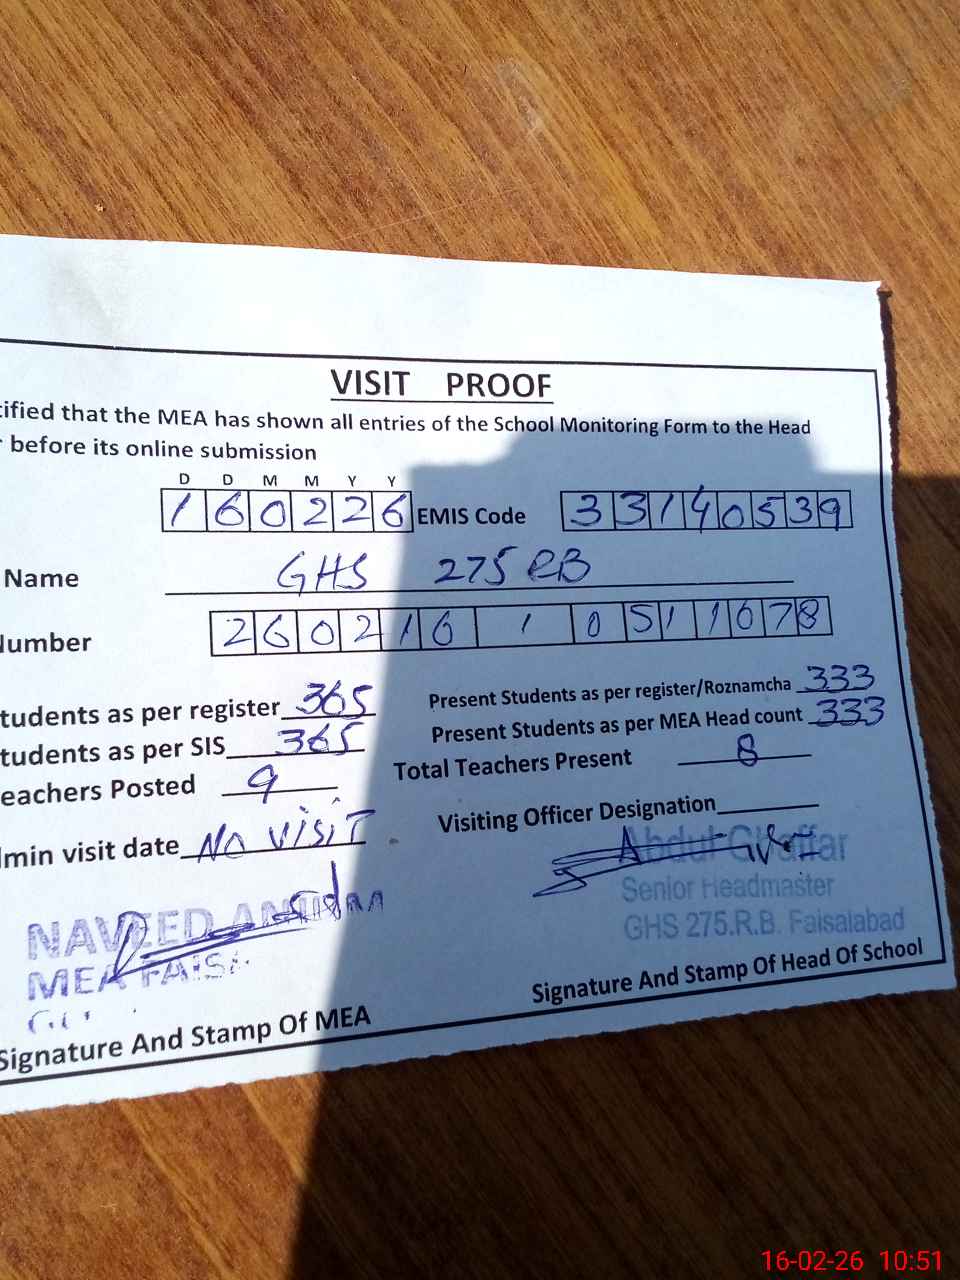 VISIT PROOF
tified that the MEA has shown all entries of the School Monitoring Form to the Head
before its online submission
D D M M Y Y
160226 EMIS Code 33140539
Name GHS 275 RB
Number 260216 1 0511678
tudents as per register 365 Present Students as per register/Roznamcha 333
tudents as per SIS 365 Present Students as per MEA Head count 333
eachers Posted 9 Total Teachers Present 8
dmin visit date No visit Visiting Officer Designation
Abdul Ghaffar
Senior Headmaster
GHS 275.R.B. Faisalabad
NAVEED
MEA FAISA
Signature And Stamp Of MEA Signature And Stamp Of Head Of School
16-02-26 10:51